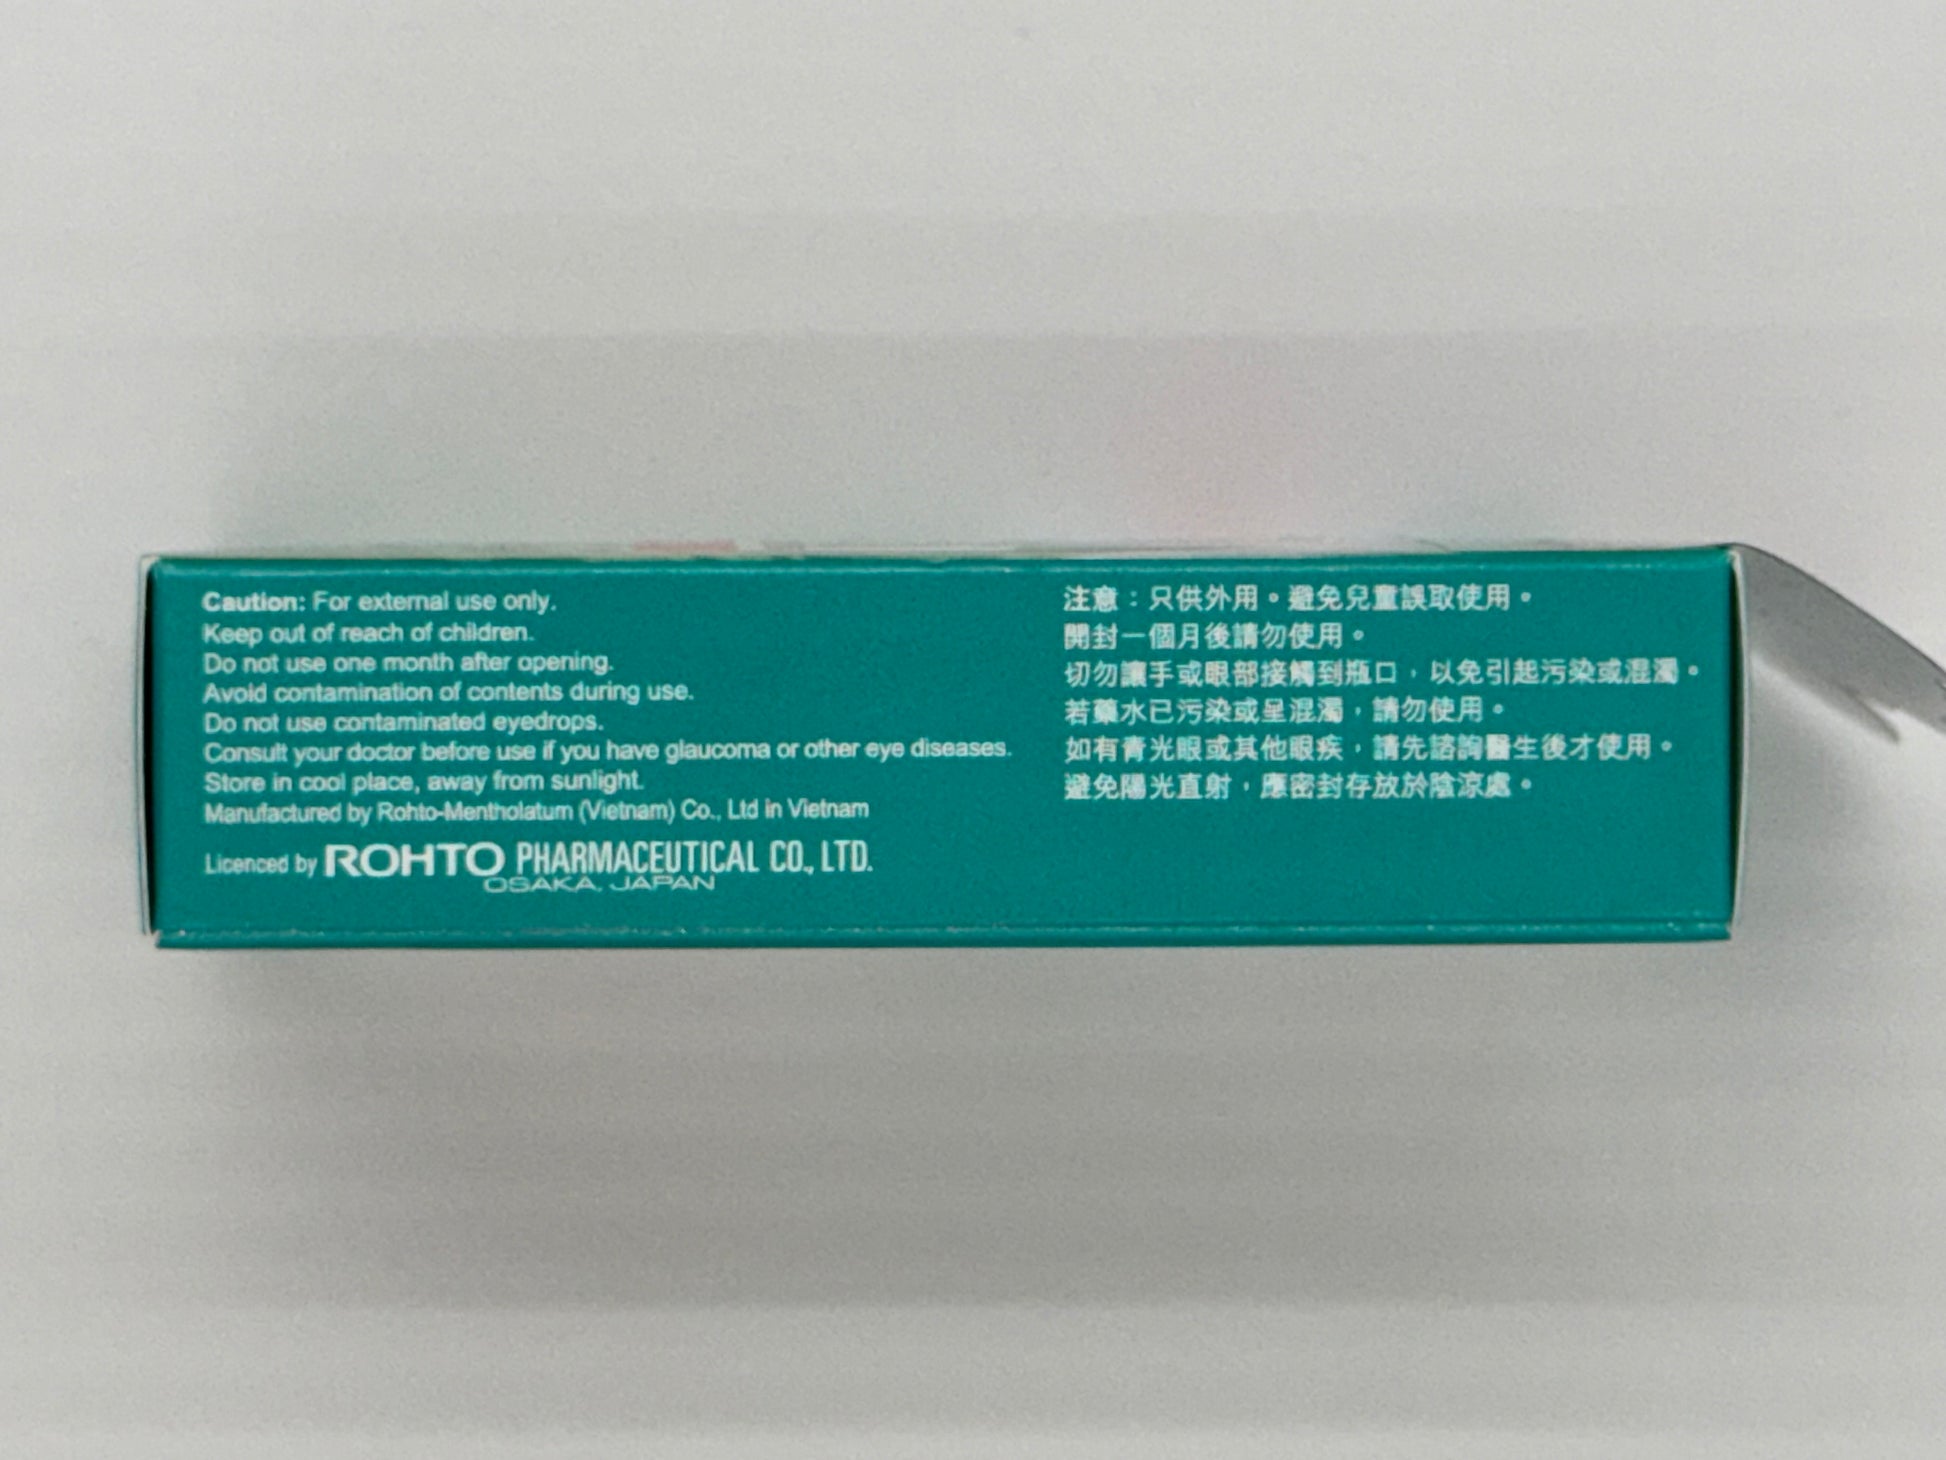 Caution: For external use only.
Keep out of reach of children.
Do not use one month after opening.
Avoid contamination of contents during use.
Do not use contaminated eyedrops.
Consult your doctor before use if you have glaucoma or other eye diseases.
Store in cool place, away from sunlight.
Manufactured by Rohto-Mentholatum (Vietnam) Co., Ltd in Vietnam
Licenced by ROHTO PHARMACEUTICAL CO., LTD.
OSAKA, JAPAN
注意：只供外用。避免兒童誤取使用。
開封一個月後請勿使用。
切勿讓手或眼部接觸到瓶口，以免引起污染或混濁。
若藥水已污染或呈混濁，請勿使用。
如有青光眼或其他眼疾，請先諮詢醫生後才使用。
避免陽光直射，應密封存放於陰涼處。